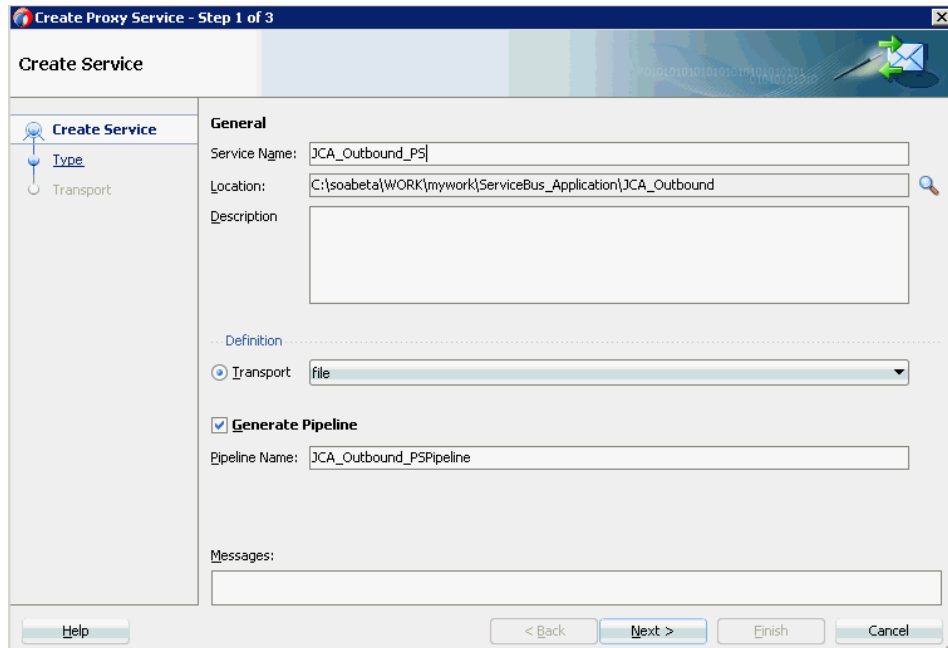 Create Proxy Service - Step 1 of 3
Create Service
Create Service
Type
Transport
General
Service Name: JCA_Outbound_PS
Location: C:\soabeta\WORK\mywork\ServiceBus_Application\JCA_Outbound
Description
Definition
Transport file
Generate Pipeline
Pipeline Name: JCA_Outbound_PSPipeline
Messages:
Help < Back Next > Finish Cancel